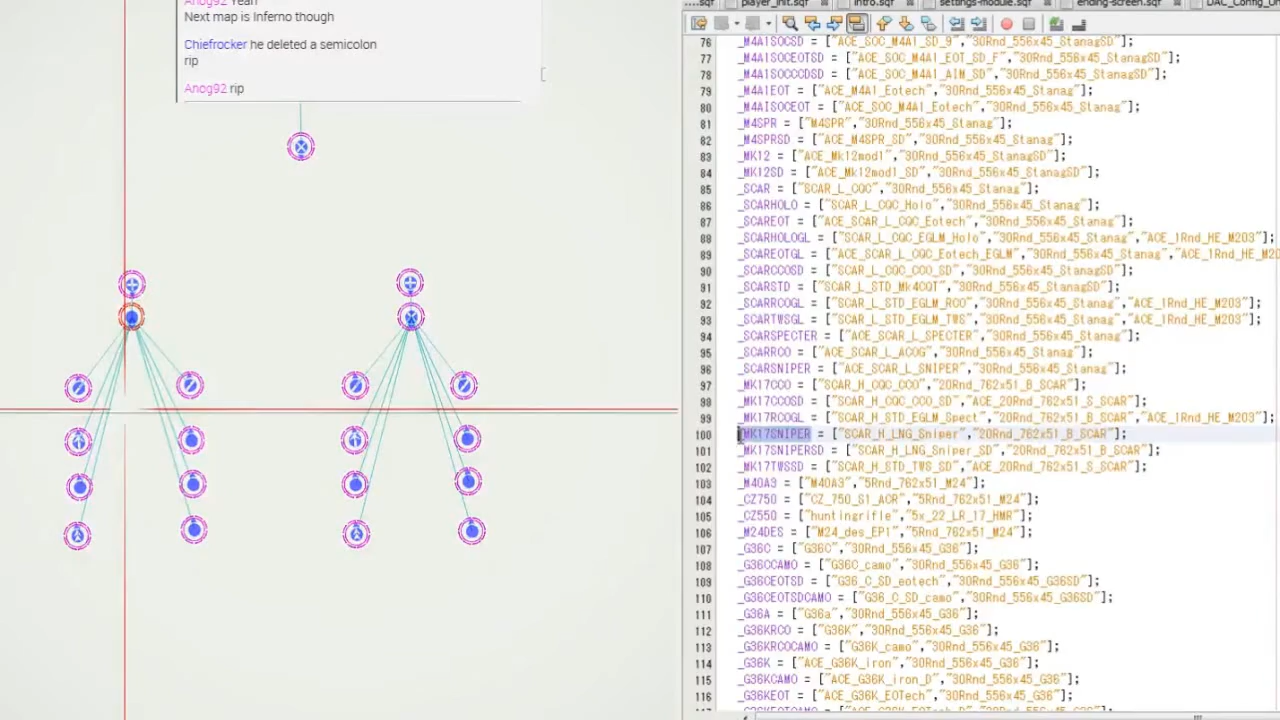 Anog92 Yeah
Next map is Inferno though
Chiefrocker he deleted a semicolon
rip
Anog92 rip
player_init.sqf
intro.sqf
settings-module.sqf
ending-screen.sqf
76 _M4A1SOCSD = ["ACE_SOC_M4A1_SD_9","30Rnd_556x45_StanagSD"];
77 _M4A1SOCEOTSD = ["ACE_SOC_M4A1_EOT_SD_F","30Rnd_556x45_StanagSD"];
78 _M4A1SOCCCDSD = ["ACE_SOC_M4A1_AIM_SD","30Rnd_556x45_StanagSD"];
79 _M4A1EOT = ["ACE_M4A1_Eotech","30Rnd_556x45_Stanag"];
80 _M4A1SOCEOT = ["ACE_SOC_M4A1_Eotech","30Rnd_556x45_Stanag"];
81 _M4SPR = ["M4SPR","30Rnd_556x45_Stanag"];
82 _M4SPRSD = ["ACE_M4SPR_SD","30Rnd_556x45_Stanag"];
83 _MK12 = ["ACE_Mk12mod1","30Rnd_556x45_StanagSD"];
84 _MK12SD = ["ACE_Mk12mod1_SD","30Rnd_556x45_StanagSD"];
85 _SCAR = ["SCAR_L_CQC","30Rnd_556x45_Stanag"];
86 _SCARHOLO = ["SCAR_L_CQC_Holo","30Rnd_556x45_Stanag"];
87 _SCAREOT = ["ACE_SCAR_L_CQC_Eotech","30Rnd_556x45_Stanag"];
88 _SCARHOLOGL = ["SCAR_L_CQC_EGLM_Holo","30Rnd_556x45_Stanag","ACE_1Rnd_HE_M203"];
89 _SCAREOTGL = ["ACE_SCAR_L_CQC_Eotech_EGLM","30Rnd_556x45_Stanag","ACE_1Rnd_HE_M20
90 _SCARCCOSD = ["SCAR_L_CQC_CCO_SD","30Rnd_556x45_StanagSD"];
91 _SCARSTD = ["SCAR_L_STD_Mk4CQT","30Rnd_556x45_Stanag"];
92 _SCARRCOGL = ["SCAR_L_STD_EGLM_RCO","30Rnd_556x45_Stanag","ACE_1Rnd_HE_M203"];
93 _SCARTWSGL = ["SCAR_L_STD_EGLM_TWS","30Rnd_556x45_Stanag","ACE_1Rnd_HE_M203"];
94 _SCARSPECTER = ["ACE_SCAR_L_SPECTER","30Rnd_556x45_Stanag"];
95 _SCARRCO = ["ACE_SCAR_L_ACOG","30Rnd_556x45_Stanag"];
96 _SCARSNIPER = ["ACE_SCAR_L_SNIPER","30Rnd_556x45_Stanag"];
97 _MK17CCO = ["SCAR_H_CQC_CCO","20Rnd_762x51_B_SCAR"];
98 _MK17CCOSD = ["SCAR_H_CQC_CCO_SD","ACE_20Rnd_762x51_S_SCAR"];
99 _MK17RCOGL = ["SCAR_H_STD_EGLM_Spect","20Rnd_762x51_B_SCAR","ACE_1Rnd_HE_M203"];
100 _MK17SNIPER = ["SCAR_H_LNG_Sniper","20Rnd_762x51_B_SCAR"];
101 _MK17SNIPERSD = ["SCAR_H_LNG_Sniper_SD","20Rnd_762x51_B_SCAR"];
102 _MK17TWSSD = ["SCAR_H_STD_TWS_SD","ACE_20Rnd_762x51_S_SCAR"];
103 _M40A3 = ["M40A3","5Rnd_762x51_M24"];
104 _CZ750 = ["CZ_750_S1_ACR","5Rnd_762x51_M24"];
105 _CZ550 = ["huntingrifle","5x_22_LR_17_HMR"];
106 _M24DES = ["M24_des_EP1","5Rnd_762x51_M24"];
107 _G36C = ["G36C","30Rnd_556x45_G36"];
108 _G36CCAMO = ["G36C_camo","30Rnd_556x45_G36"];
109 _G36CEOTSD = ["G36_C_SD_eotech","30Rnd_556x45_G36SD"];
110 _G36CEOTSDCAMO = ["G36_C_SD_camo","30Rnd_556x45_G36SD"];
111 _G36A = ["G36a","30Rnd_556x45_G36"];
112 _G36KRCO = ["G36K","30Rnd_556x45_G36"];
113 _G36KRCOCAMO = ["G36K_camo","30Rnd_556x45_G36"];
114 _G36K = ["ACE_G36K_iron","30Rnd_556x45_G36"];
115 _G36KCAMO = ["ACE_G36K_iron_D","30Rnd_556x45_G36"];
116 _G36KEOT = ["ACE_G36K_EOTech","30Rnd_556x45_G36"];